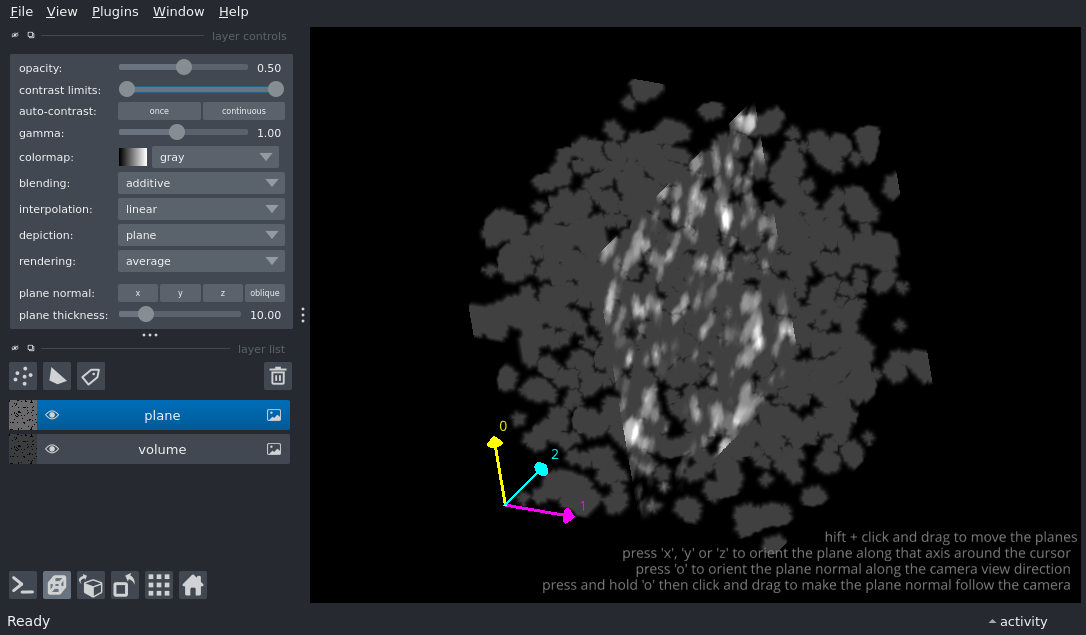 File View Plugins Window Help
layer controls
opacity: 0.50
contrast limits:
auto-contrast: once continuous
gamma: 1.00
colormap: gray
blending: additive
interpolation: linear
depiction: plane
rendering: average
plane normal: x y z oblique
plane thickness: 10.00
layer list
plane
volume
0
2
1
hift + click and drag to move the planes
press 'x', 'y' or 'z' to orient the plane along that axis around the cursor
press 'o' to orient the plane normal along the camera view direction
press and hold 'o' then click and drag to make the plane normal follow the camera
Ready activity